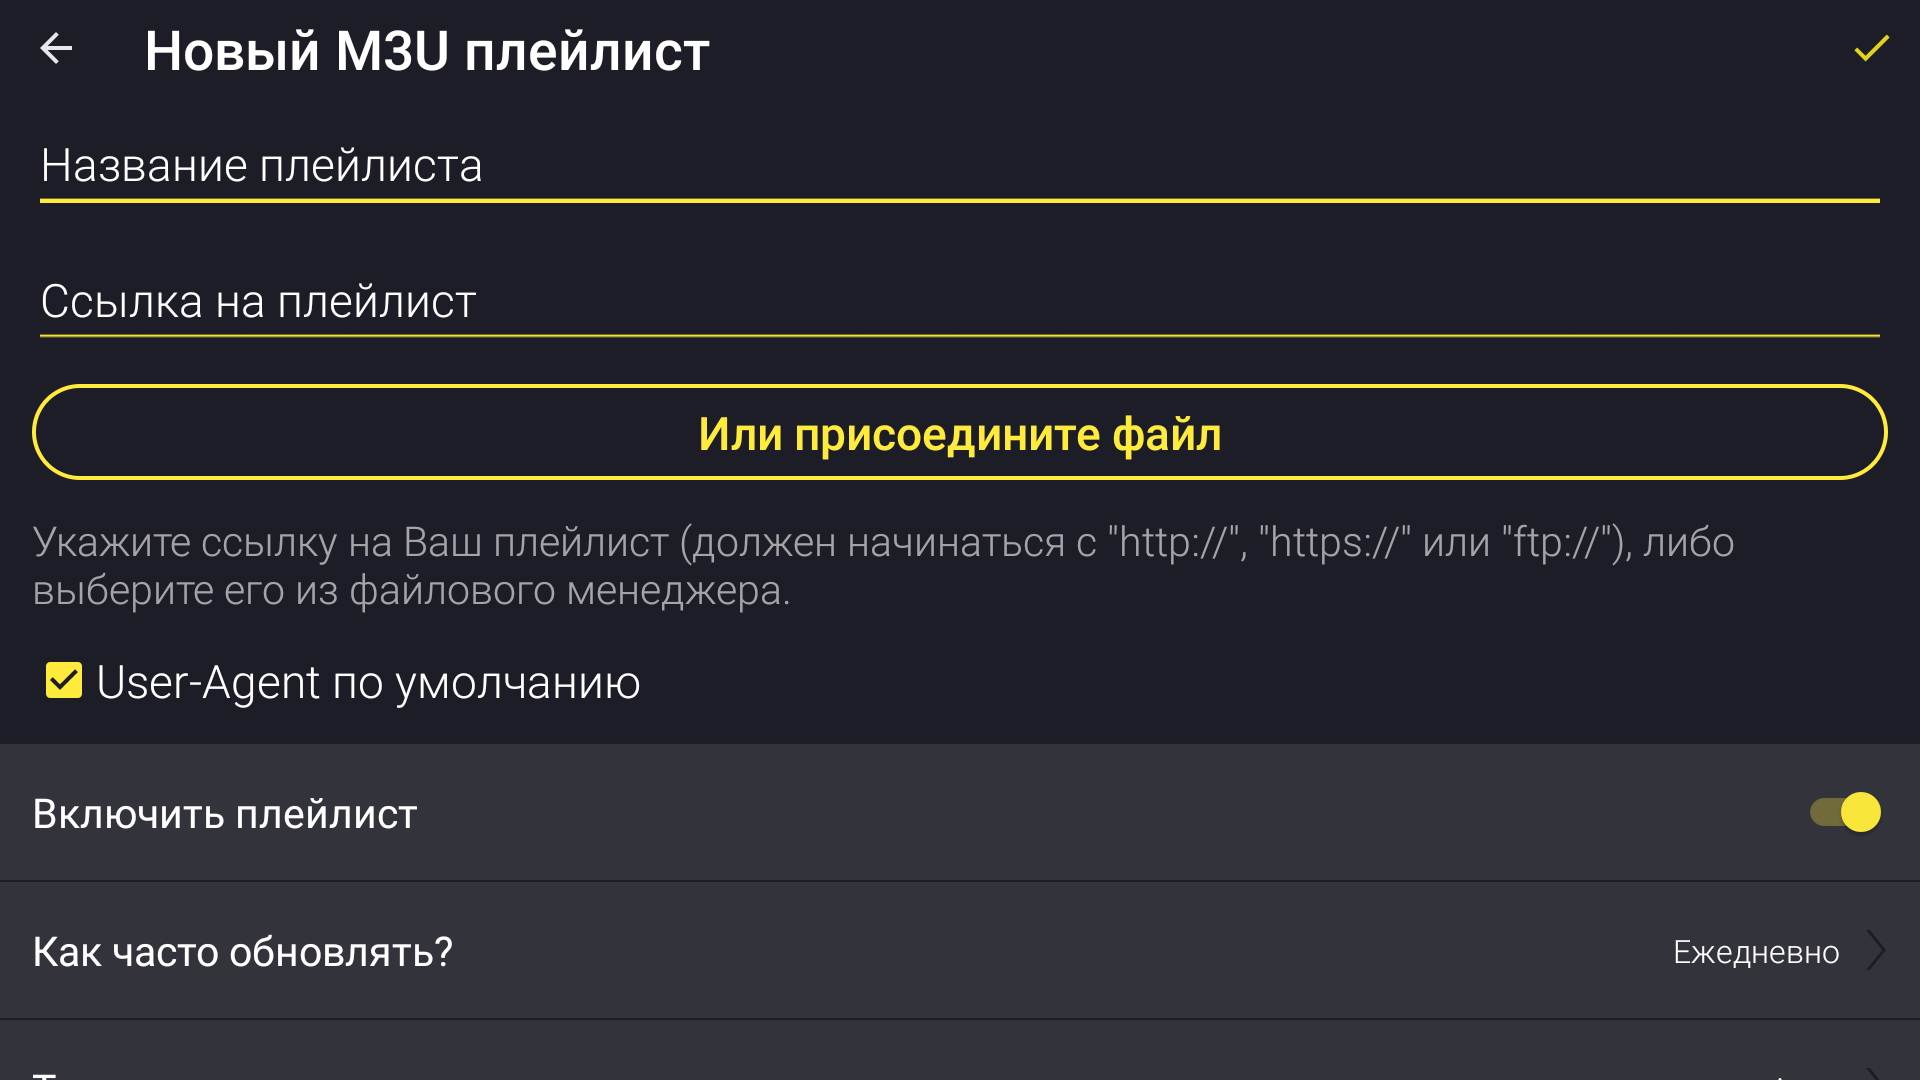 Новый M3U плейлист
Название плейлиста
Ссылка на плейлист
Или присоедините файл
Укажите ссылку на Ваш плейлист (должен начинаться с "http://", "https://" или "ftp://"), либо
выберите его из файлового менеджера.
User-Agent по умолчанию
Включить плейлист
Как часто обновлять?
Ежедневно